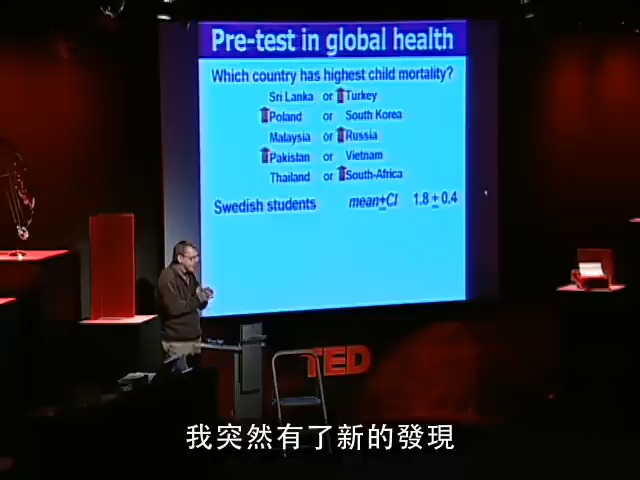 Pre-test in global health
Which country has highest child mortality?
Sri Lanka or Turkey
Poland or South Korea
Malaysia or Russia
Pakistan or Vietnam
Thailand or South-Africa
Swedish students mean±CI 1.8 ± 0.4
TED
我突然有了新的發現